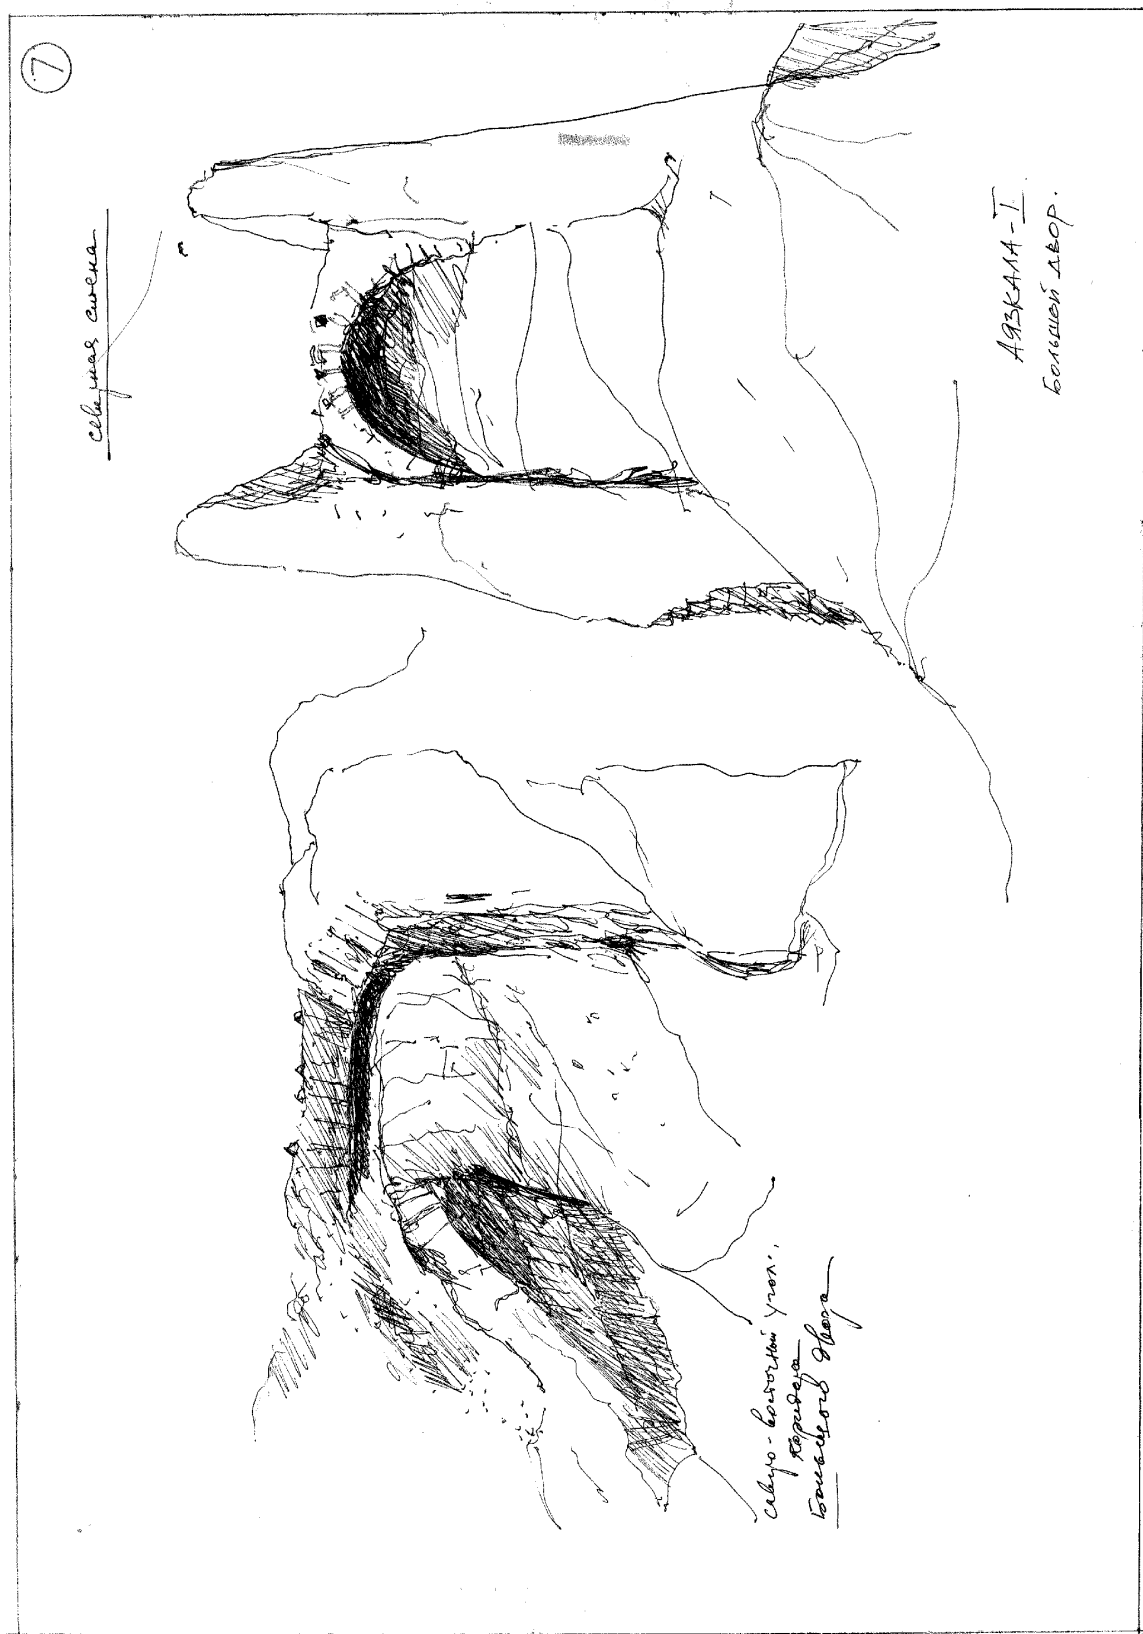 7
северная стена
АЯЗКАЛА-I.
БОЛЬШОЙ ДВОР.
северо-восточный угол.
коридора
Большого двора